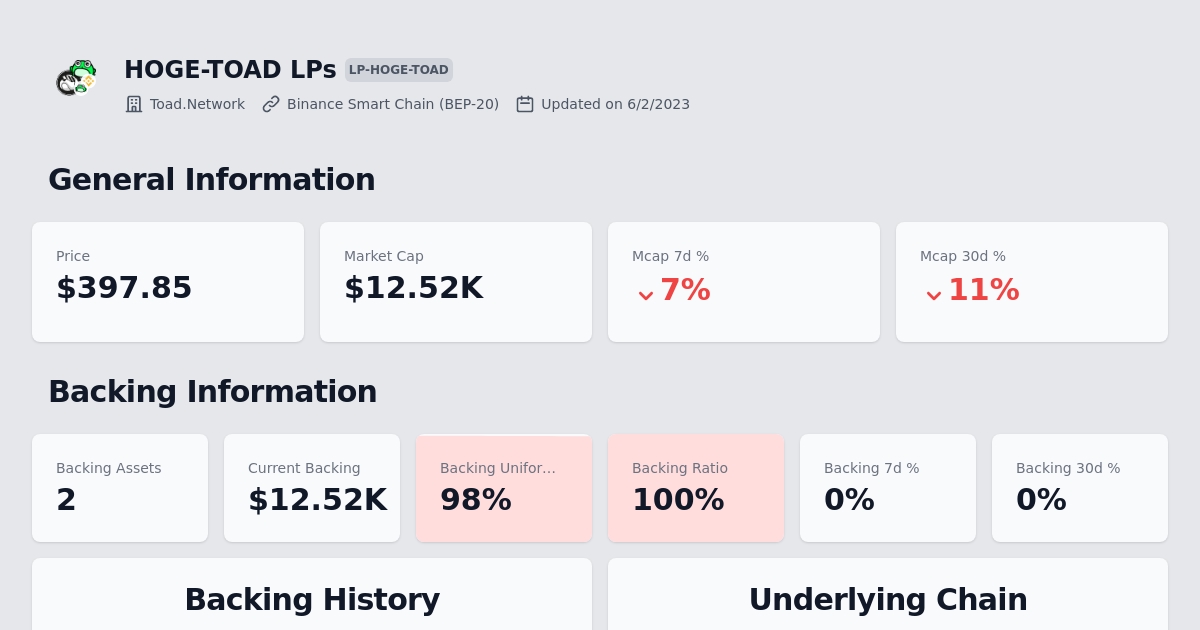 HOGE-TOAD LPs LP-HOGE-TOAD
Toad.Network Binance Smart Chain (BEP-20) Updated on 6/2/2023
General Information
Price Market Cap Mcap 7d % Mcap 30d %
$397.85 $12.52K 7% 11%
Backing Information
Backing Assets Current Backing Backing Unifor... Backing Ratio Backing 7d % Backing 30d %
2 $12.52K 98% 100% 0% 0%
Backing History Underlying Chain